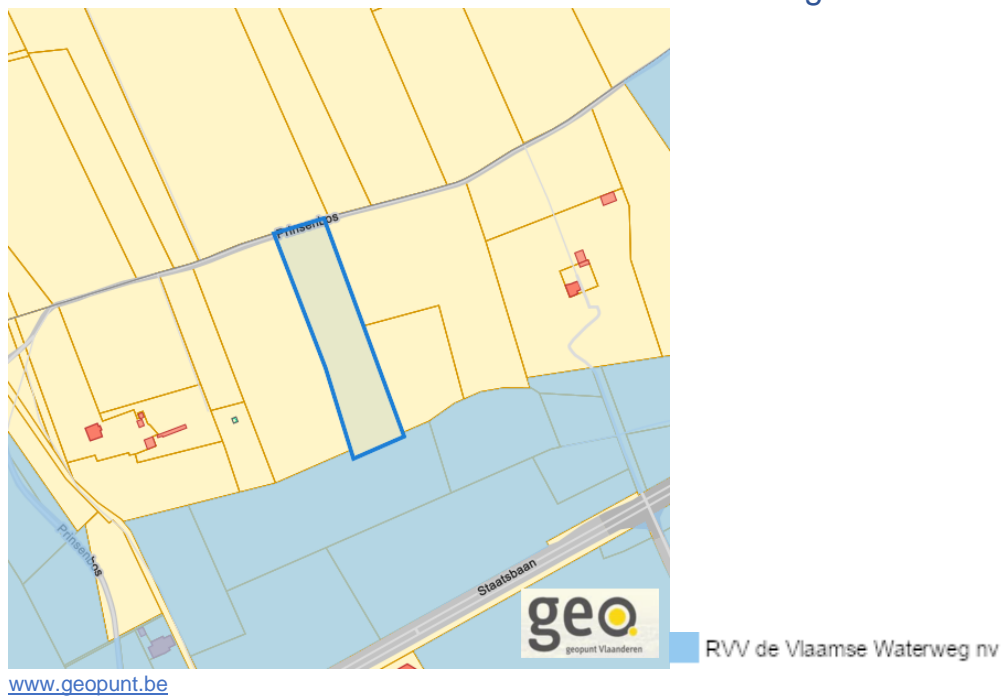 Prinsenbos
Prinsenbos
Staatsbaan
geo.
geopunt Vlaanderen
RVV de Vlaamse Waterweg nv
www.geopunt.be